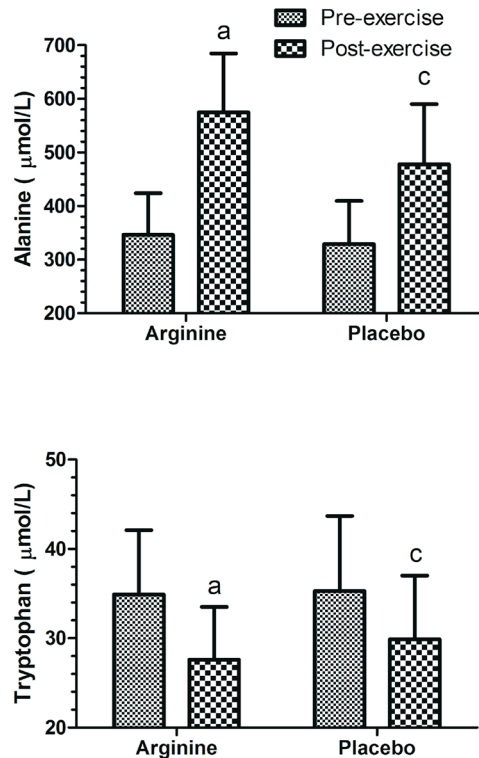 Pre-exercise
Post-exercise
Alanine ( μmol/L)
700
600
500
400
300
200
a
c
Arginine
Placebo
Tryptophan ( μmol/L)
50
40
30
20
a
c
Arginine
Placebo